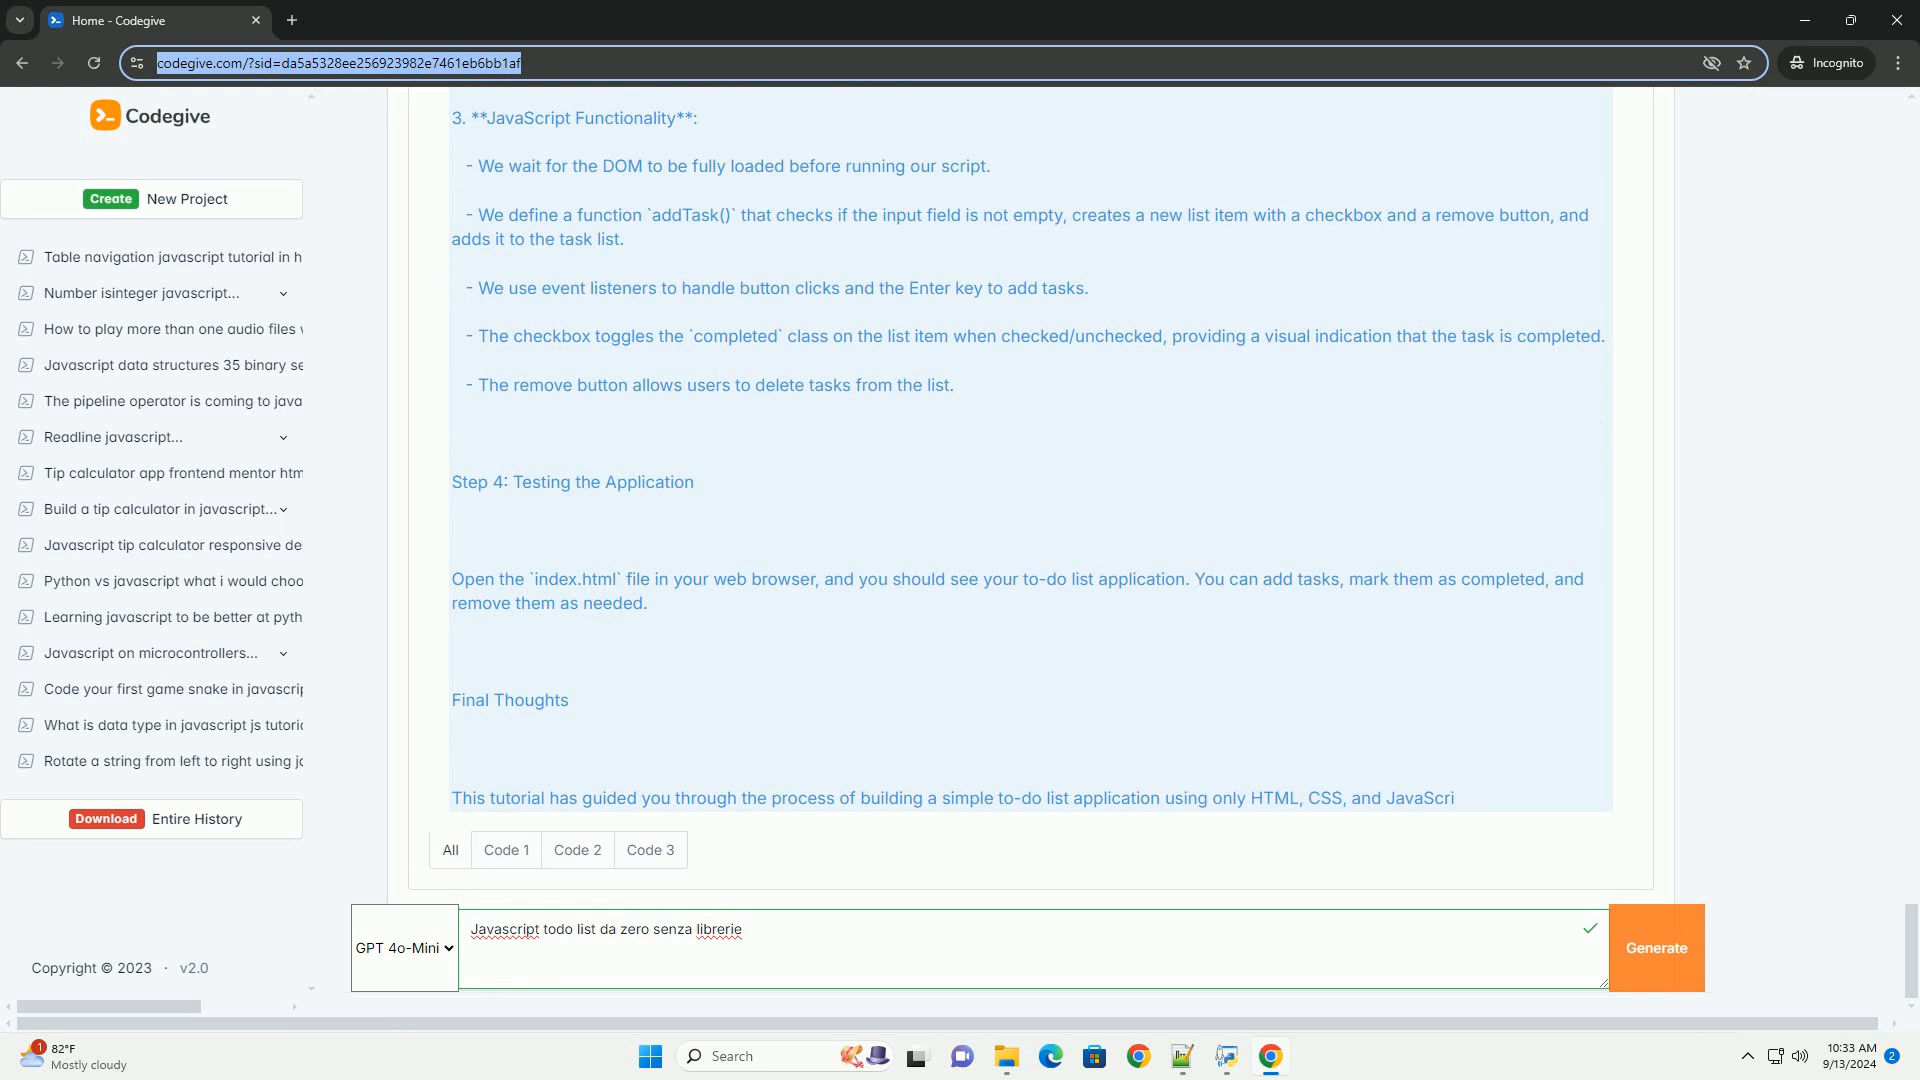 Home - Codegive
codegive.com/?sid=da5a5328ee256923982e7461eb6bb1af
Incognito
Codegive
Create New Project
Table navigation javascript tutorial in h
Number isinteger javascript...
How to play more than one audio files
Javascript data structures 35 binary se
The pipeline operator is coming to java
Readline javascript...
Tip calculator app frontend mentor htm
Build a tip calculator in javascript...
Javascript tip calculator responsive de
Python vs javascript what i would choo
Learning javascript to be better at pyth
Javascript on microcontrollers...
Code your first game snake in javascrip
What is data type in javascript js tutoric
Rotate a string from left to right using jc
Download Entire History
Copyright © 2023 · v2.0
3. **JavaScript Functionality**:
- We wait for the DOM to be fully loaded before running our script.
- We define a function `addTask()` that checks if the input field is not empty, creates a new list item with a checkbox and a remove button, and
adds it to the task list.
- We use event listeners to handle button clicks and the Enter key to add tasks.
- The checkbox toggles the `completed` class on the list item when checked/unchecked, providing a visual indication that the task is completed.
- The remove button allows users to delete tasks from the list.
Step 4: Testing the Application
Open the `index.html` file in your web browser, and you should see your to-do list application. You can add tasks, mark them as completed, and
remove them as needed.
Final Thoughts
This tutorial has guided you through the process of building a simple to-do list application using only HTML, CSS, and JavaScri
All Code 1 Code 2 Code 3
GPT 4o-Mini
Javascript todo list da zero senza librerie
Generate
1
82°F
Mostly cloudy
Search
10:33 AM
9/13/2024
2